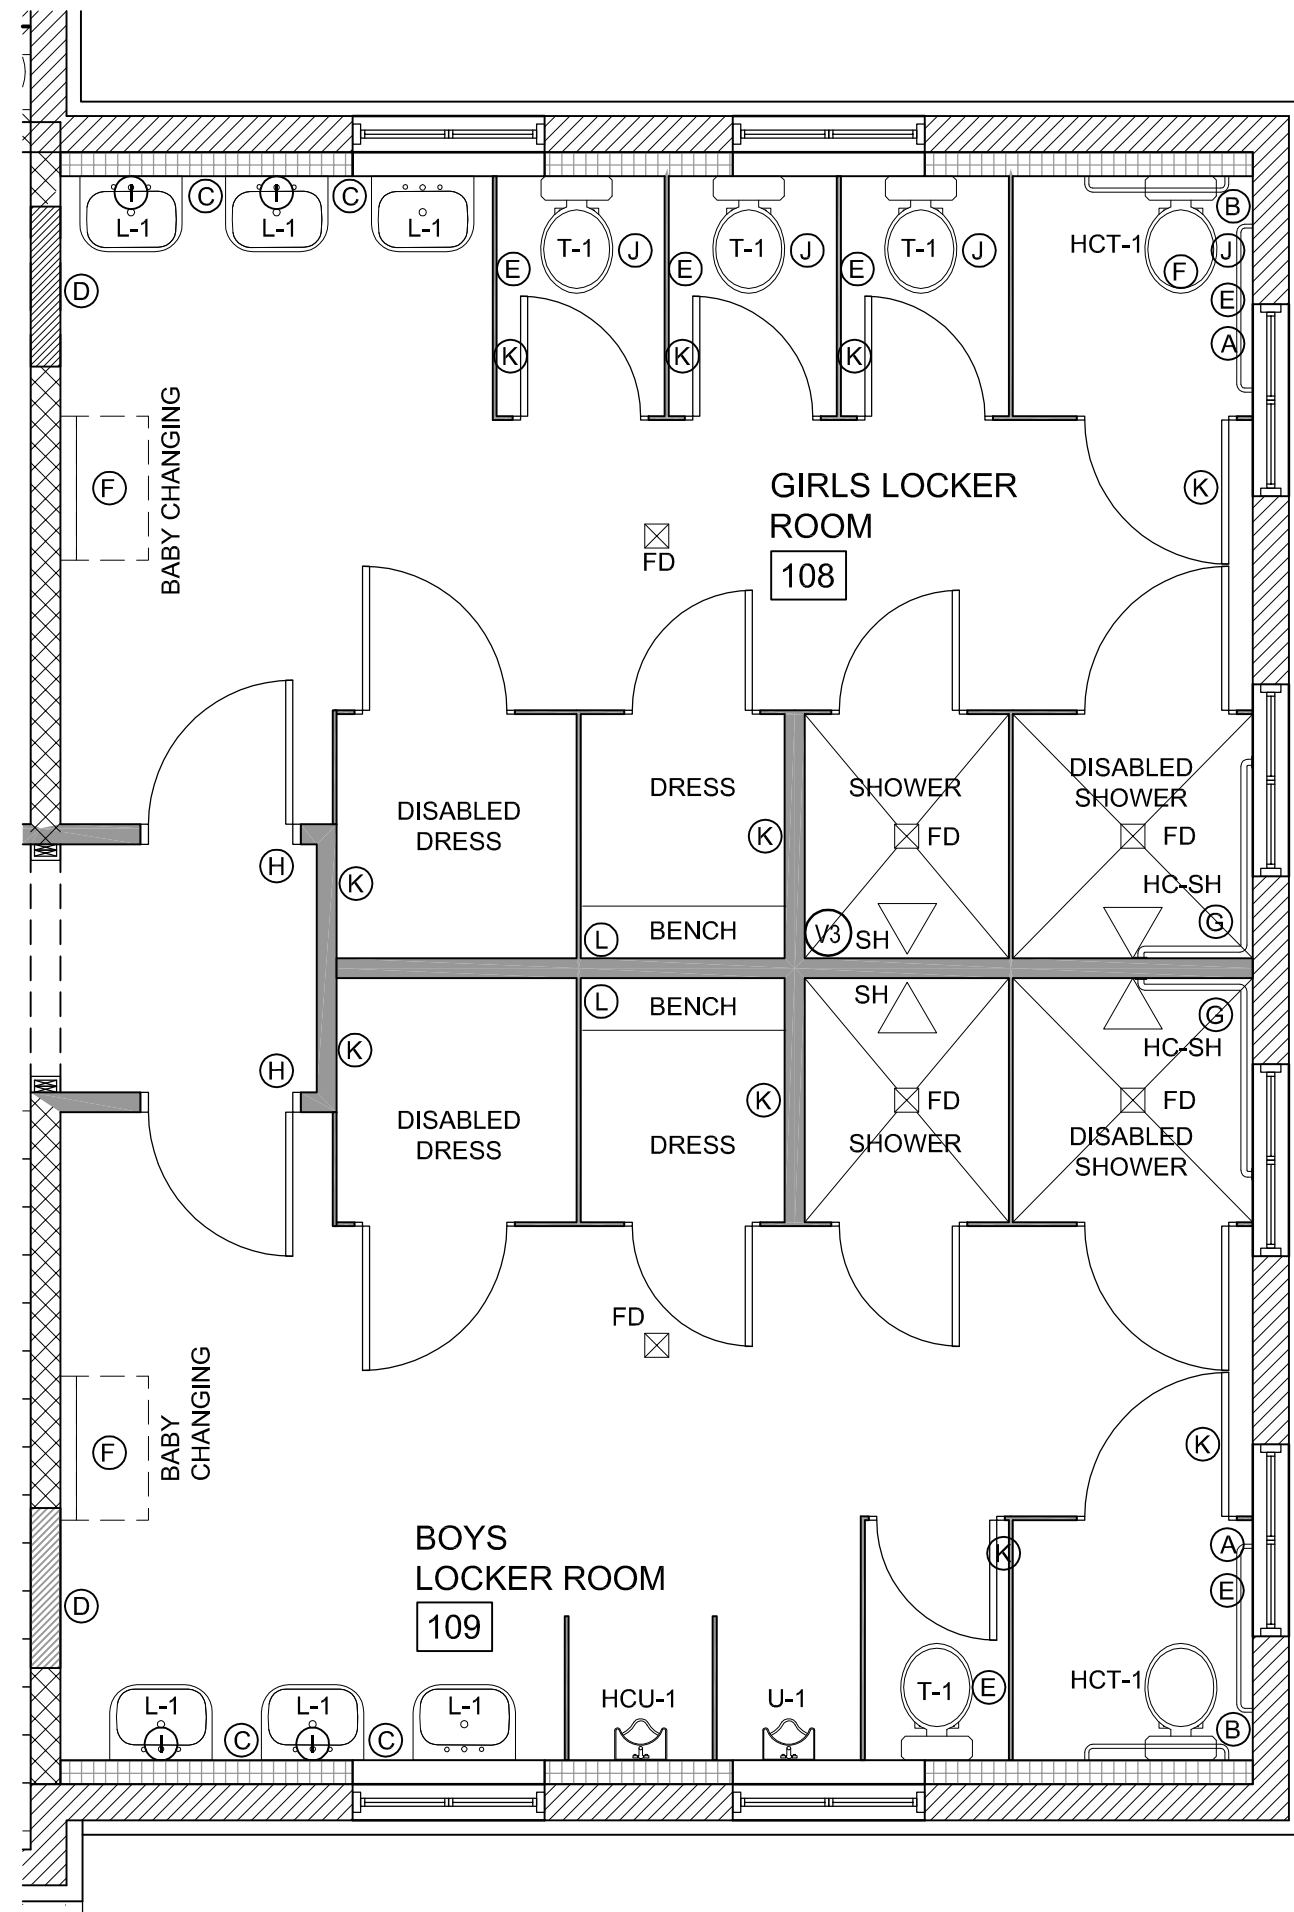 I
C
I
C
L-1
L-1
L-1
T-1
J
T-1
J
T-1
J
HCT-1
B
J
F
E
E
E
E
A
D
K
K
K
K
F
BABY CHANGING
GIRLS LOCKER
ROOM
108
FD
DISABLED
DRESS
DRESS
SHOWER
DISABLED
SHOWER
K
FD
FD
H
K
HC-SH
G
L
BENCH
V3
SH
L
BENCH
SH
G
HC-SH
H
K
K
FD
FD
DISABLED
DRESS
DRESS
SHOWER
DISABLED
SHOWER
FD
F
BABY
CHANGING
K
BOYS
LOCKER ROOM
109
K
A
E
D
L-1
I
C
L-1
I
C
L-1
HCU-1
U-1
T-1
E
HCT-1
B